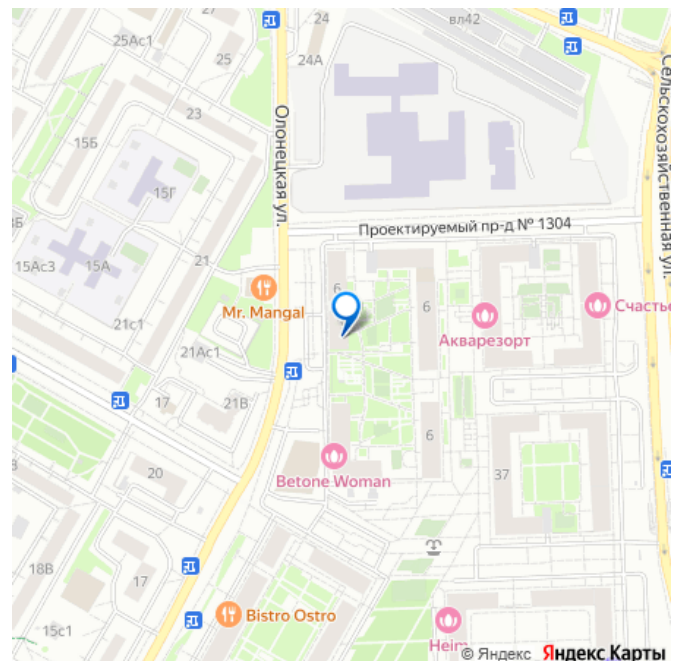 27
24
вл42
25Ас1
25
24А
Сельскохозяйственная ул.
Олонецкая ул.
23
15Б
15Г
Проектируемый пр-д № 1304
15А
15Ас3
21
6
6
Mr. Mangal
Счастье
Акварезорт
21с1
21Ас1
17
21В
6
Betone Woman
37
20
18В
17
15с1
Bistro Ostro
Heim
© Яндекс Яндекс Карты